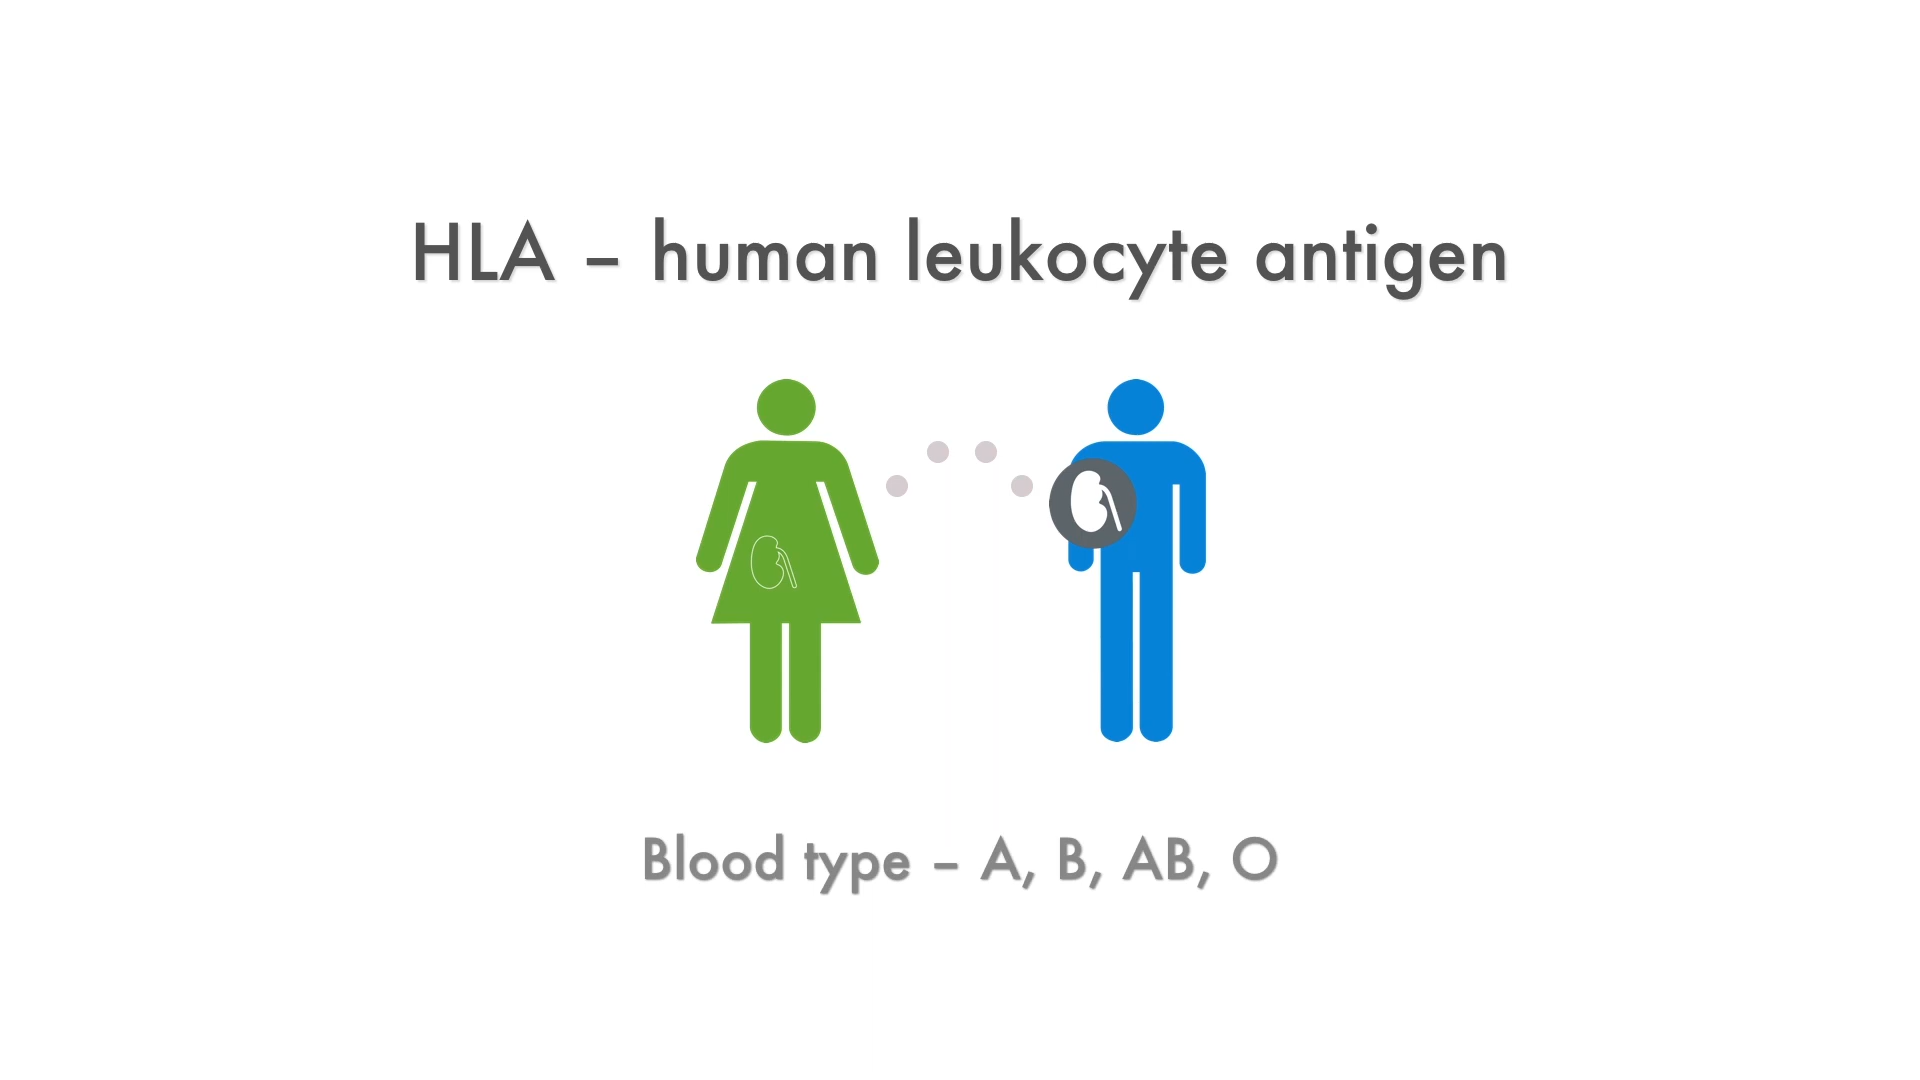 HLA – human leukocyte antigen
Blood type – A, B, AB, O